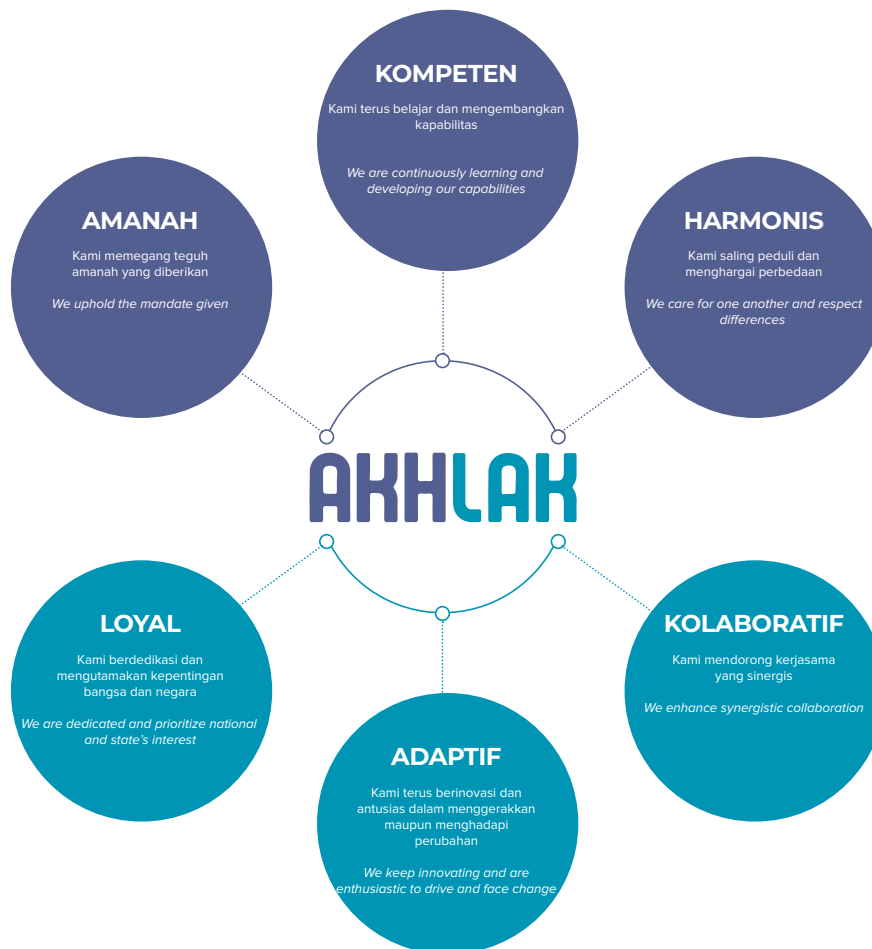 KOMPETEN
Kami terus belajar dan mengembangkan
kapabilitas
We are continuously learning and
developing our capabilities
AMANAH
Kami memegang teguh
amanah yang diberikan
We uphold the mandate given
HARMONIS
Kami saling peduli dan
menghargai perbedaan
We care for one another and respect
differences
AKHLAK
LOYAL
Kami berdedikasi dan
mengutamakan kepentingan
bangsa dan negara
We are dedicated and prioritize national
and state’s interest
KOLABORATIF
Kami mendorong kerjasama
yang sinergis
We enhance synergistic collaboration
ADAPTIF
Kami terus berinovasi dan
antusias dalam menggerakkan
maupun menghadapi
perubahan
We keep innovating and are
enthusiastic to drive and face change